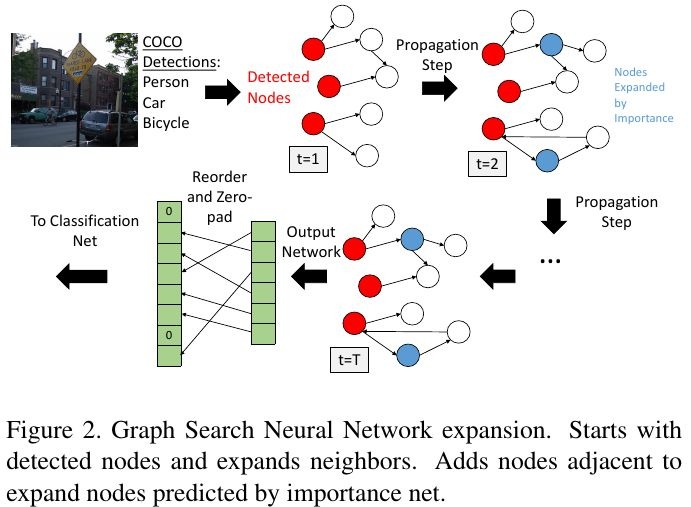 COCO
Detections:
Person
Car
Bicycle
Detected
Nodes
t=1
Propagation
Step
Nodes
Expanded
by
Importance
t=2
Propagation
Step
...
t=T
Output
Network
Reorder
and Zero-
pad
0
0
To Classification
Net
Figure 2. Graph Search Neural Network expansion. Starts with
detected nodes and expands neighbors. Adds nodes adjacent to
expand nodes predicted by importance net.